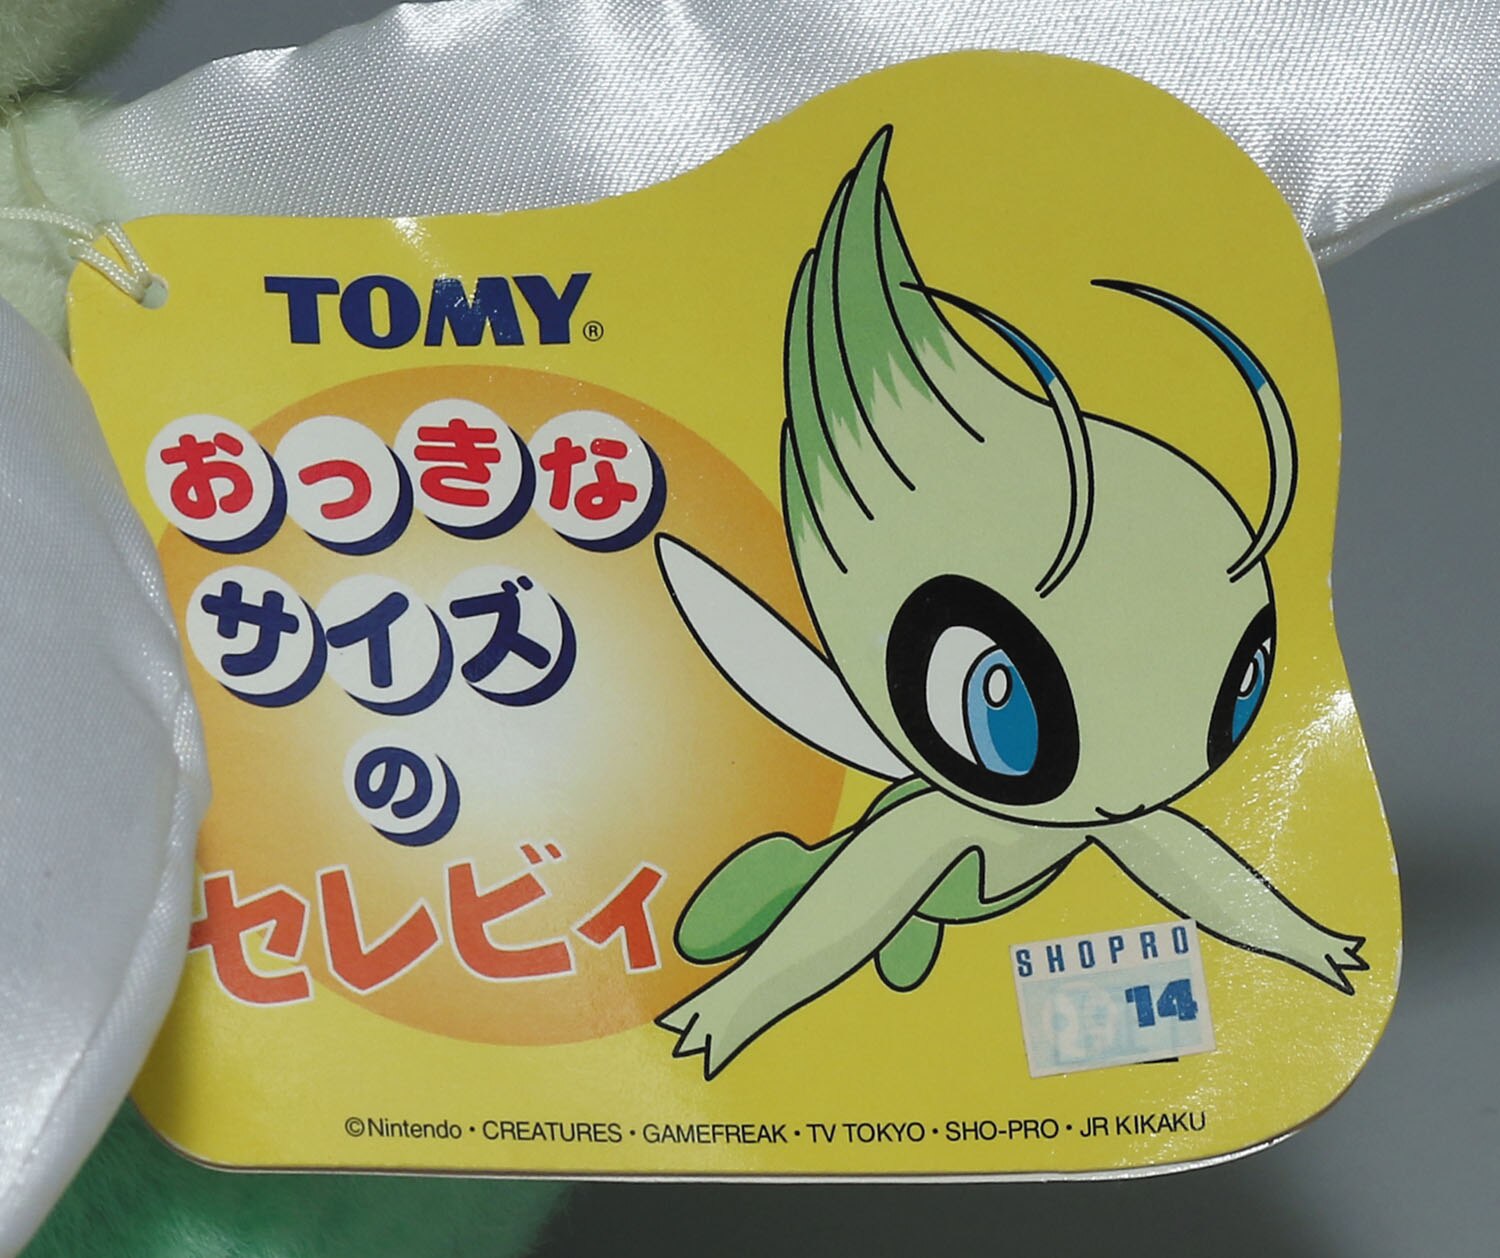 TOMY®
おっきな
サイズ
の
セレビィ
SHOPRO
14
©Nintendo・CREATURES・GAMEFREAK・TV TOKYO・SHO-PRO・JR KIKAKU